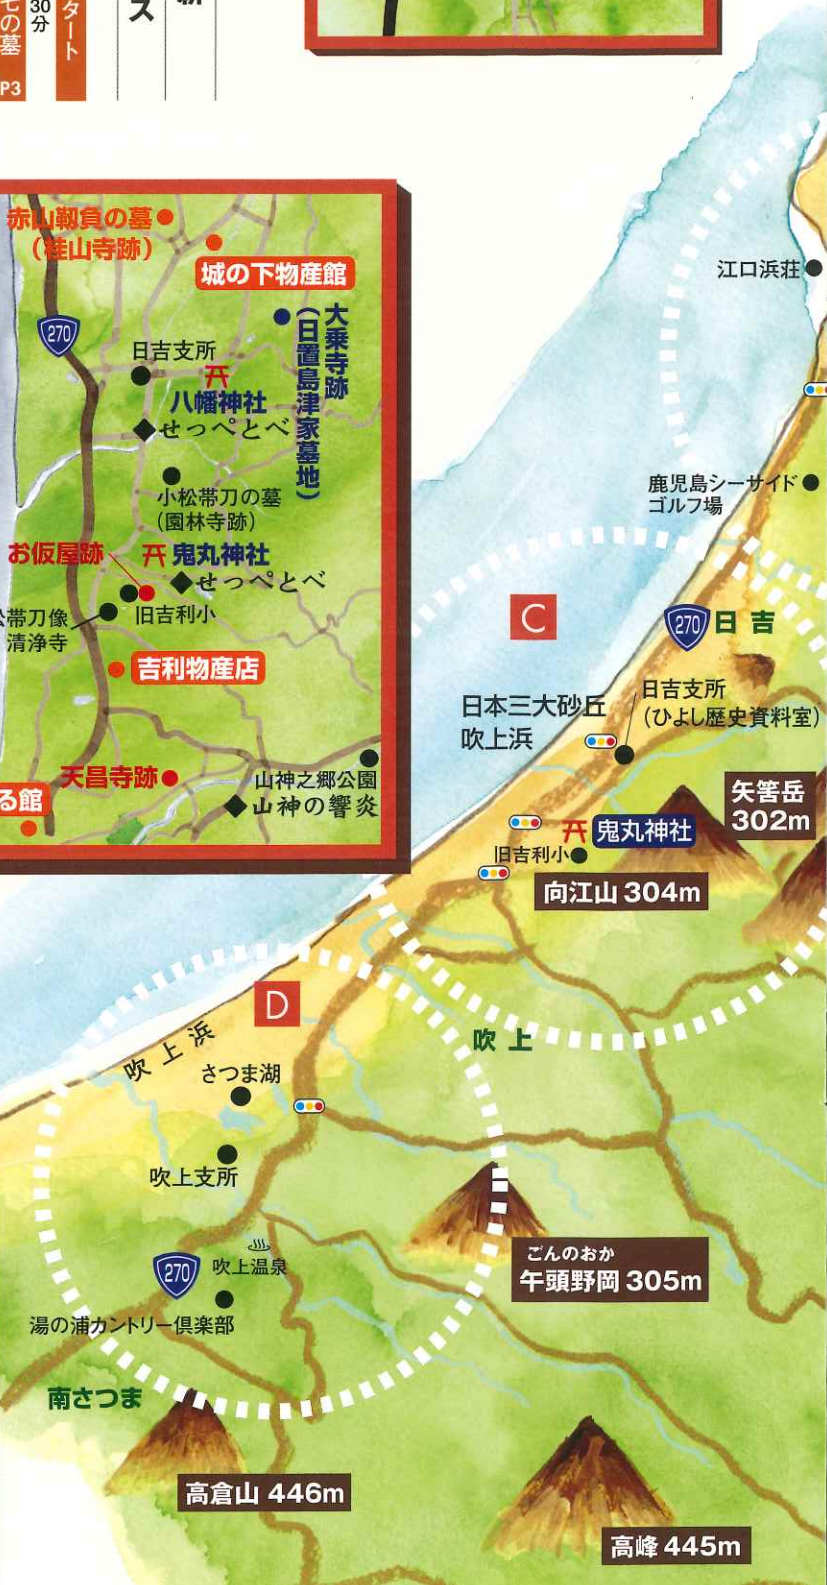 タート
30分
七の墓
P3
ス
赤山靱負の墓
（桂山寺跡）
城の下物産館
270
大乗寺跡
（日置島津家墓地）
日吉支所
八幡神社
せっぺとべ
小松帯刀の墓
（園林寺跡）
お仮屋跡
鬼丸神社
せっぺとべ
旧吉利小
帯刀像
清浄寺
吉利物産店
天昌寺跡
山神之郷公園
山神の響炎
る館
江口浜荘
鹿児島シーサイド
ゴルフ場
C
270
日吉
日本三大砂丘
吹上浜
日吉支所
（ひよし歴史資料室）
矢筈岳
302m
鬼丸神社
旧吉利小
向江山 304m
D
吹上浜
吹上
さつま湖
吹上支所
ごんのおか
午頭野岡 305m
270
吹上温泉
湯の浦カントリー倶楽部
南さつま
高倉山 446m
高峰 445m